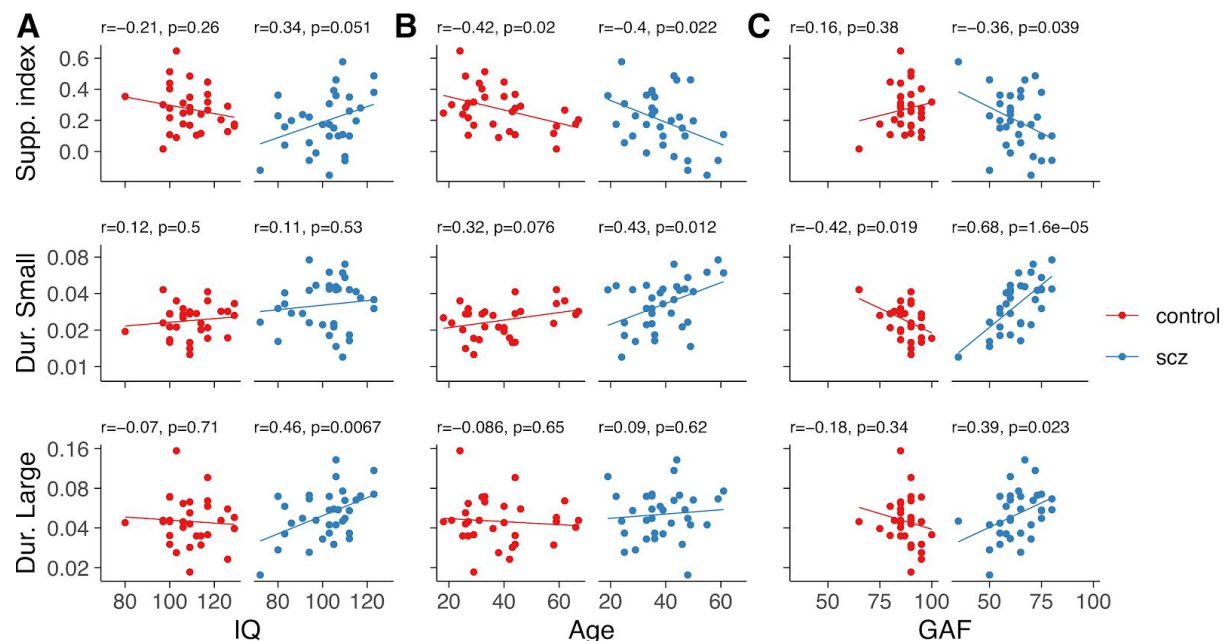 A B C
r=−0.21, p=0.26 r=0.34, p=0.051 r=−0.42, p=0.02 r=−0.4, p=0.022 r=0.16, p=0.38 r=−0.36, p=0.039
Supp. index
0.6
0.4
0.2
0.0
r=0.12, p=0.5 r=0.11, p=0.53 r=0.32, p=0.076 r=0.43, p=0.012 r=−0.42, p=0.019 r=0.68, p=1.6e−05
Dur. Small
0.08
0.04
0.02
0.01
control
scz
r=−0.07, p=0.71 r=0.46, p=0.0067 r=−0.086, p=0.65 r=0.09, p=0.62 r=−0.18, p=0.34 r=0.39, p=0.023
Dur. Large
0.16
0.08
0.04
0.02
80 100 120 80 100 120 20 40 60 20 40 60 50 75 100 50 75 100
IQ Age GAF